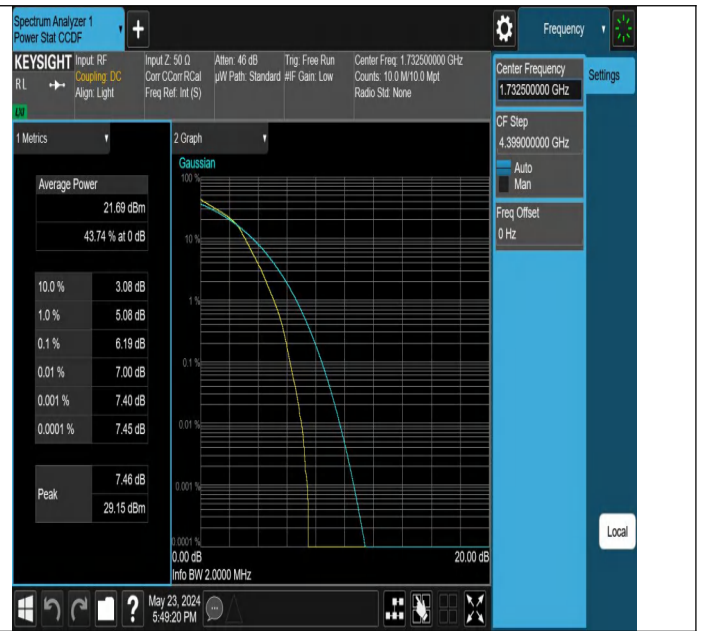 Spectrum Analyzer 1
Power Stat CCDF
+
Frequency
KEYSIGHT
RL
Input: RF
Coupling: DC
Align: Light
Input Z: 50 Ω
Corr CCorr RCal
Freq Ref: Int (S)
Atten: 46 dB
µW Path: Standard
Trig: Free Run
#IF Gain: Low
Center Freq: 1.732500000 GHz
Counts: 10.0 M/10.0 Mpt
Radio Std: None
1 Metrics
Average Power
21.69 dBm
43.74 % at 0 dB
10.0 % 3.08 dB
1.0 % 5.08 dB
0.1 % 6.19 dB
0.01 % 7.00 dB
0.001 % 7.40 dB
0.0001 % 7.45 dB
Peak
7.46 dB
29.15 dBm
2 Graph
Gaussian
100 %
10 %
1 %
0.1 %
0.01 %
0.001 %
0.0001 %
0.00 dB 20.00 dB
Info BW 2.0000 MHz
Center Frequency
1.732500000 GHz
Settings
CF Step
4.399000000 GHz
Auto
Man
Freq Offset
0 Hz
Local
?
May 23, 2024
5:49:20 PM